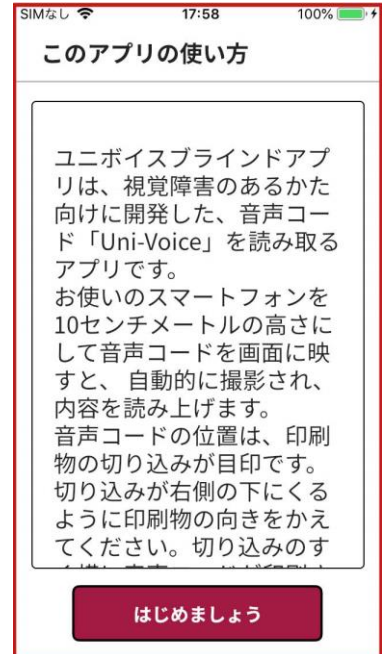 SIMなし 17:58 100%
このアプリの使い方
ユニボイスブラインドアプ
リは、視覚障害のあるかた
向けに開発した、音声コー
ド「Uni-Voice」を読み取る
アプリです。
お使いのスマートフォンを
10センチメートルの高さに
して音声コードを画面に映
すと、 自動的に撮影され、
内容を読み上げます。
音声コードの位置は、印刷
物の切り込みが目印です。
切り込みが右側の下にくる
ように印刷物の向きをかえ
てください。切り込みのす
はじめましょう